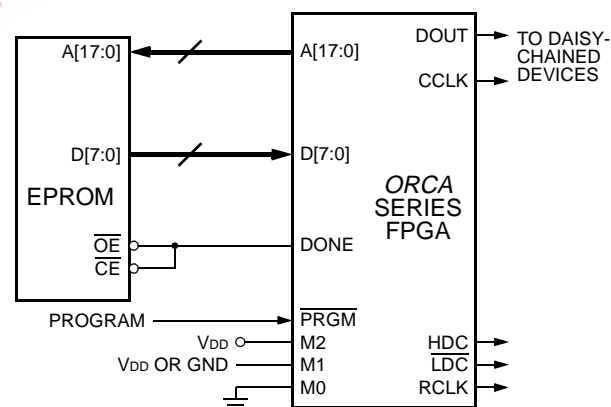 A[17:0]
D[7:0]
EPROM
OE
CE
A[17:0]
D[7:0]
DONE
PRGM
M2
M1
M0
PROGRAM
VDD
VDD OR GND
ORCA
SERIES
FPGA
DOUT
CCLK
HDC
LDC
RCLK
TO DAISY-
CHAINED
DEVICES